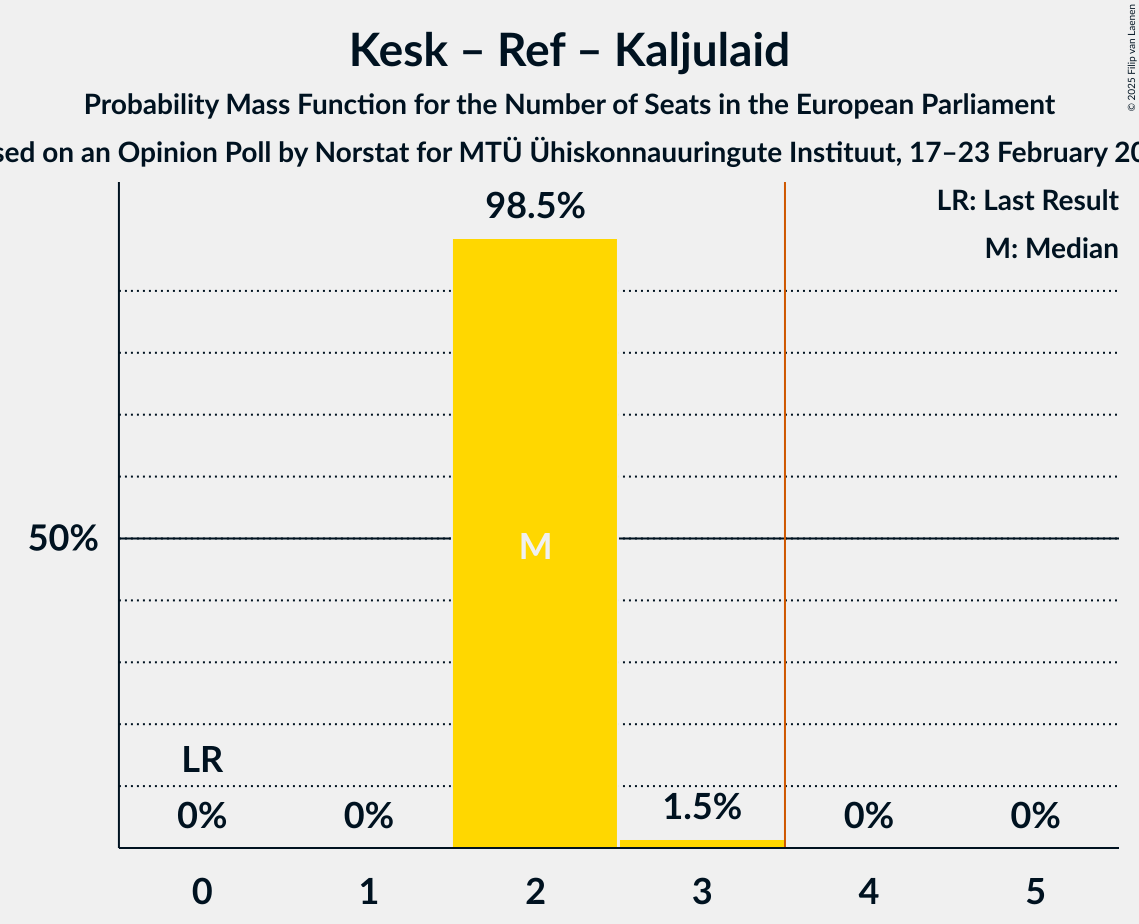 Kesk – Ref – Kaljulaid
Probability Mass Function for the Number of Seats in the European Parliament
on an Opinion Poll by Norstat for MTÜ Ühiskonnauuringute Instituut, 17–23 February
© 2025 Filip van Laenen
LR: Last Result
M: Median
98.5%
50%
M
LR
0%
0%
1.5%
0%
0%
0
1
2
3
4
5